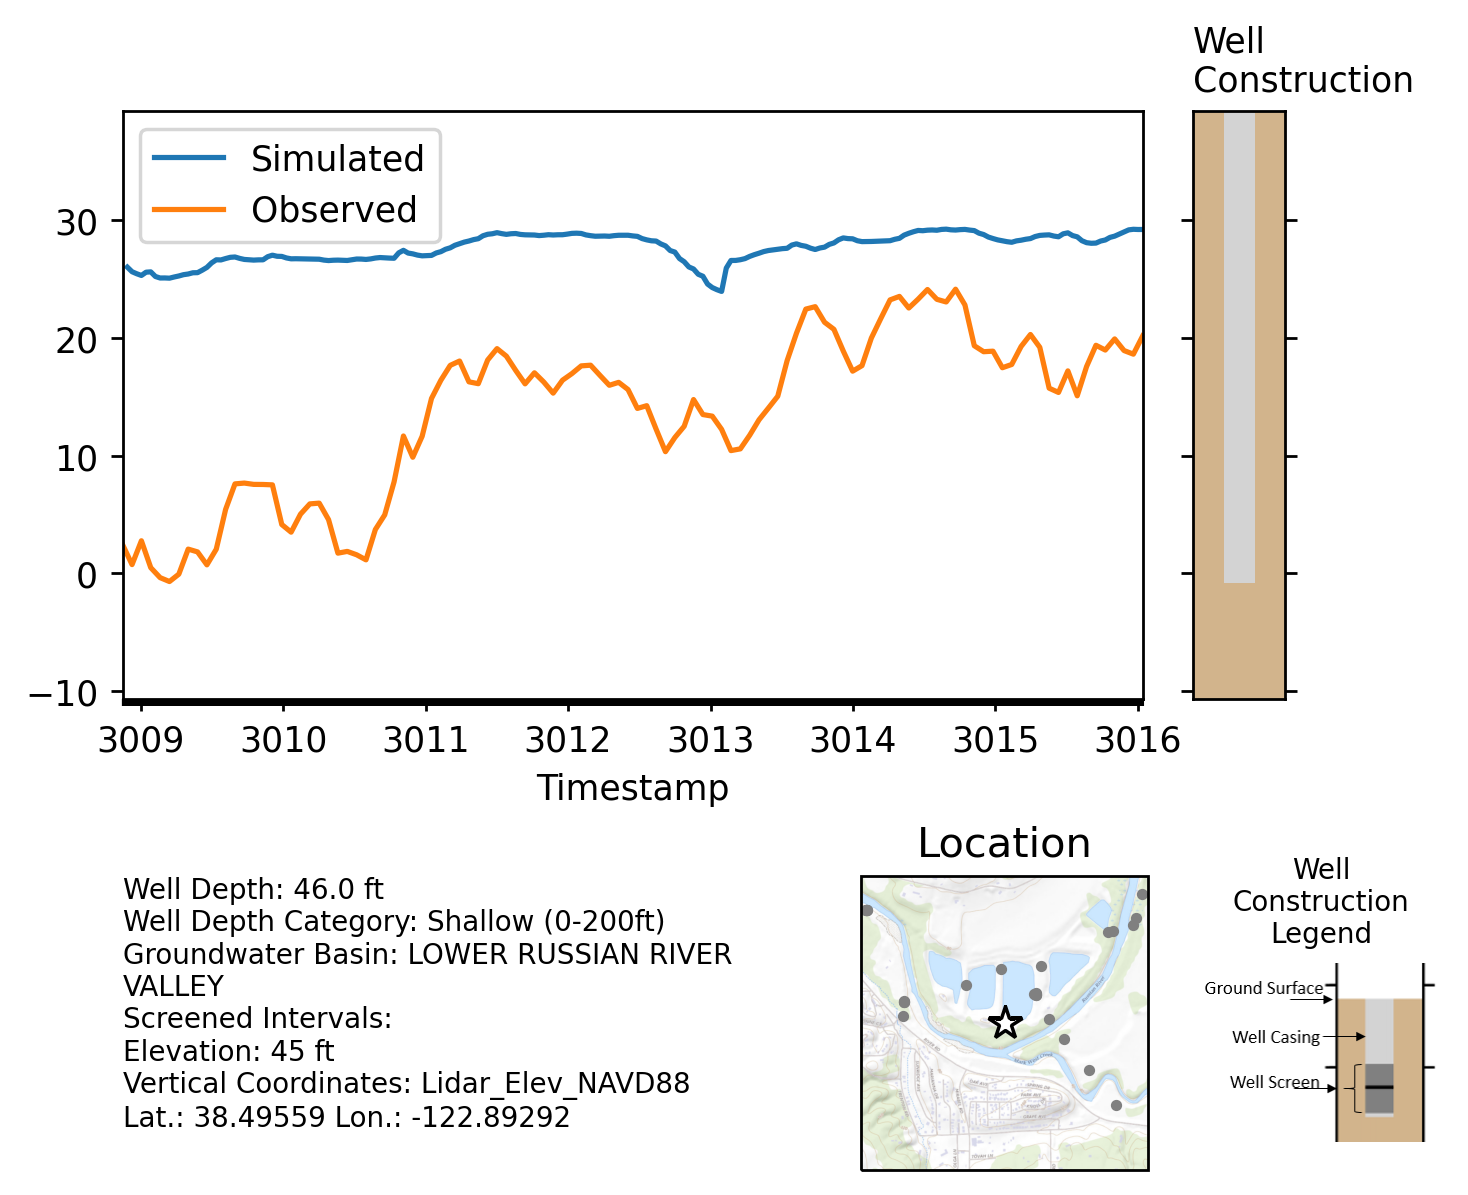 Well
Construction
Simulated
Observed
30
20
10
0
−10
3009 3010 3011 3012 3013 3014 3015 3016
Timestamp
Well Depth: 46.0 ft
Well Depth Category: Shallow (0-200ft)
Groundwater Basin: LOWER RUSSIAN RIVER
VALLEY
Screened Intervals:
Elevation: 45 ft
Vertical Coordinates: Lidar_Elev_NAVD88
Lat.: 38.49559 Lon.: -122.89292
Location
Well
Construction
Legend
Ground Surface
Well Casing
Well Screen